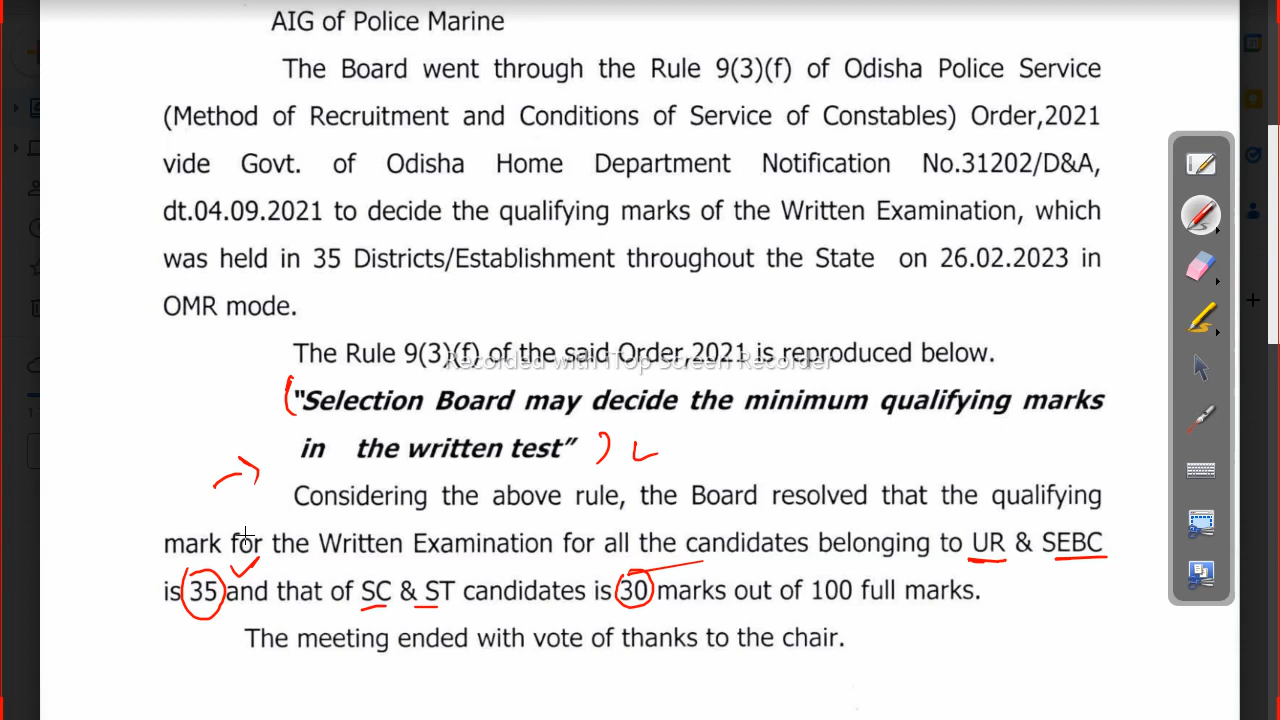 AIG of Police Marine
The Board went through the Rule 9(3)(f) of Odisha Police Service
(Method of Recruitment and Conditions of Service of Constables) Order,2021
vide Govt. of Odisha Home Department Notification No.31202/D&A,
dt.04.09.2021 to decide the qualifying marks of the Written Examination, which
was held in 35 Districts/Establishment throughout the State on 26.02.2023 in
OMR mode.
The Rule 9(3)(f) of the said Order,2021 is reproduced below.
Recorded with iTop Screen Recorder
"Selection Board may decide the minimum qualifying marks
in the written test"
Considering the above rule, the Board resolved that the qualifying
mark for the Written Examination for all the candidates belonging to UR & SEBC
is 35 and that of SC & ST candidates is 30 marks out of 100 full marks.
The meeting ended with vote of thanks to the chair.